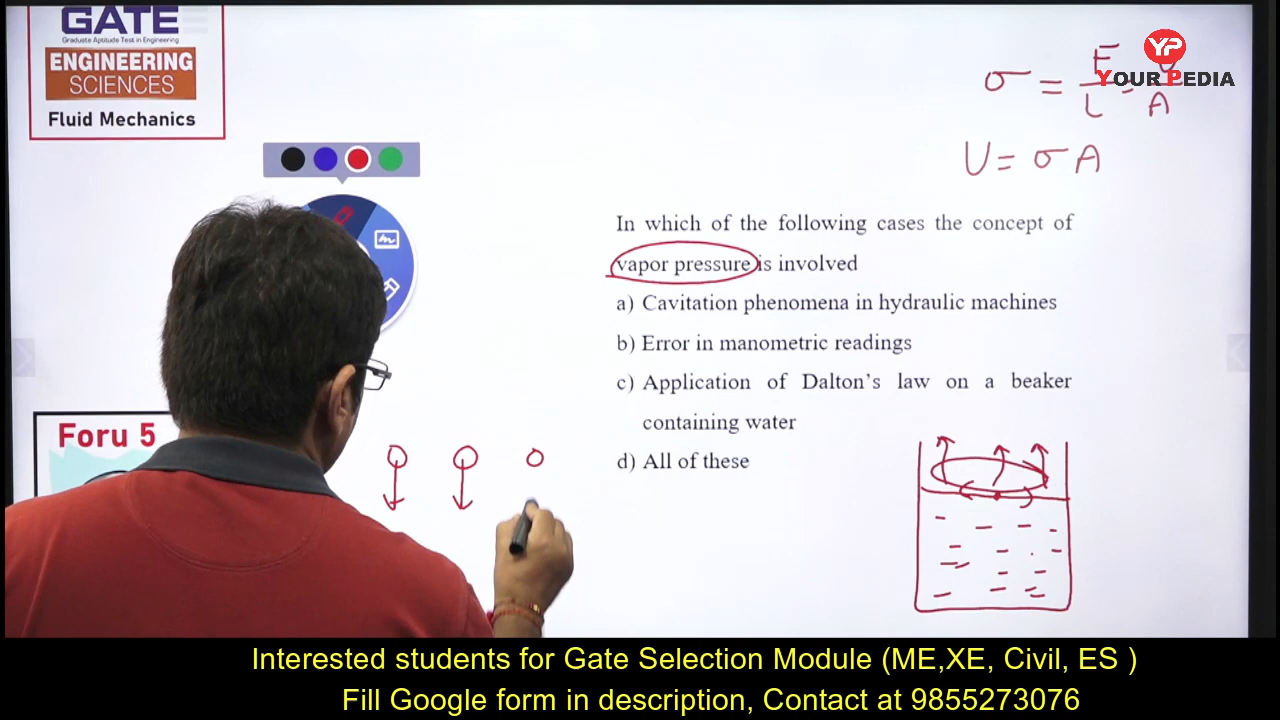 GATE
Graduate Aptitude Test in Engineering
ENGINEERING
SCIENCES
Fluid Mechanics
YP
YOUR PEDIA
σ = F/L =
A
U = σ A
In which of the following cases the concept of
vapor pressure is involved
a) Cavitation phenomena in hydraulic machines
b) Error in manometric readings
c) Application of Dalton's law on a beaker
containing water
d) All of these
Foru 5
Interested students for Gate Selection Module (ME,XE, Civil, ES )
Fill Google form in description, Contact at 9855273076